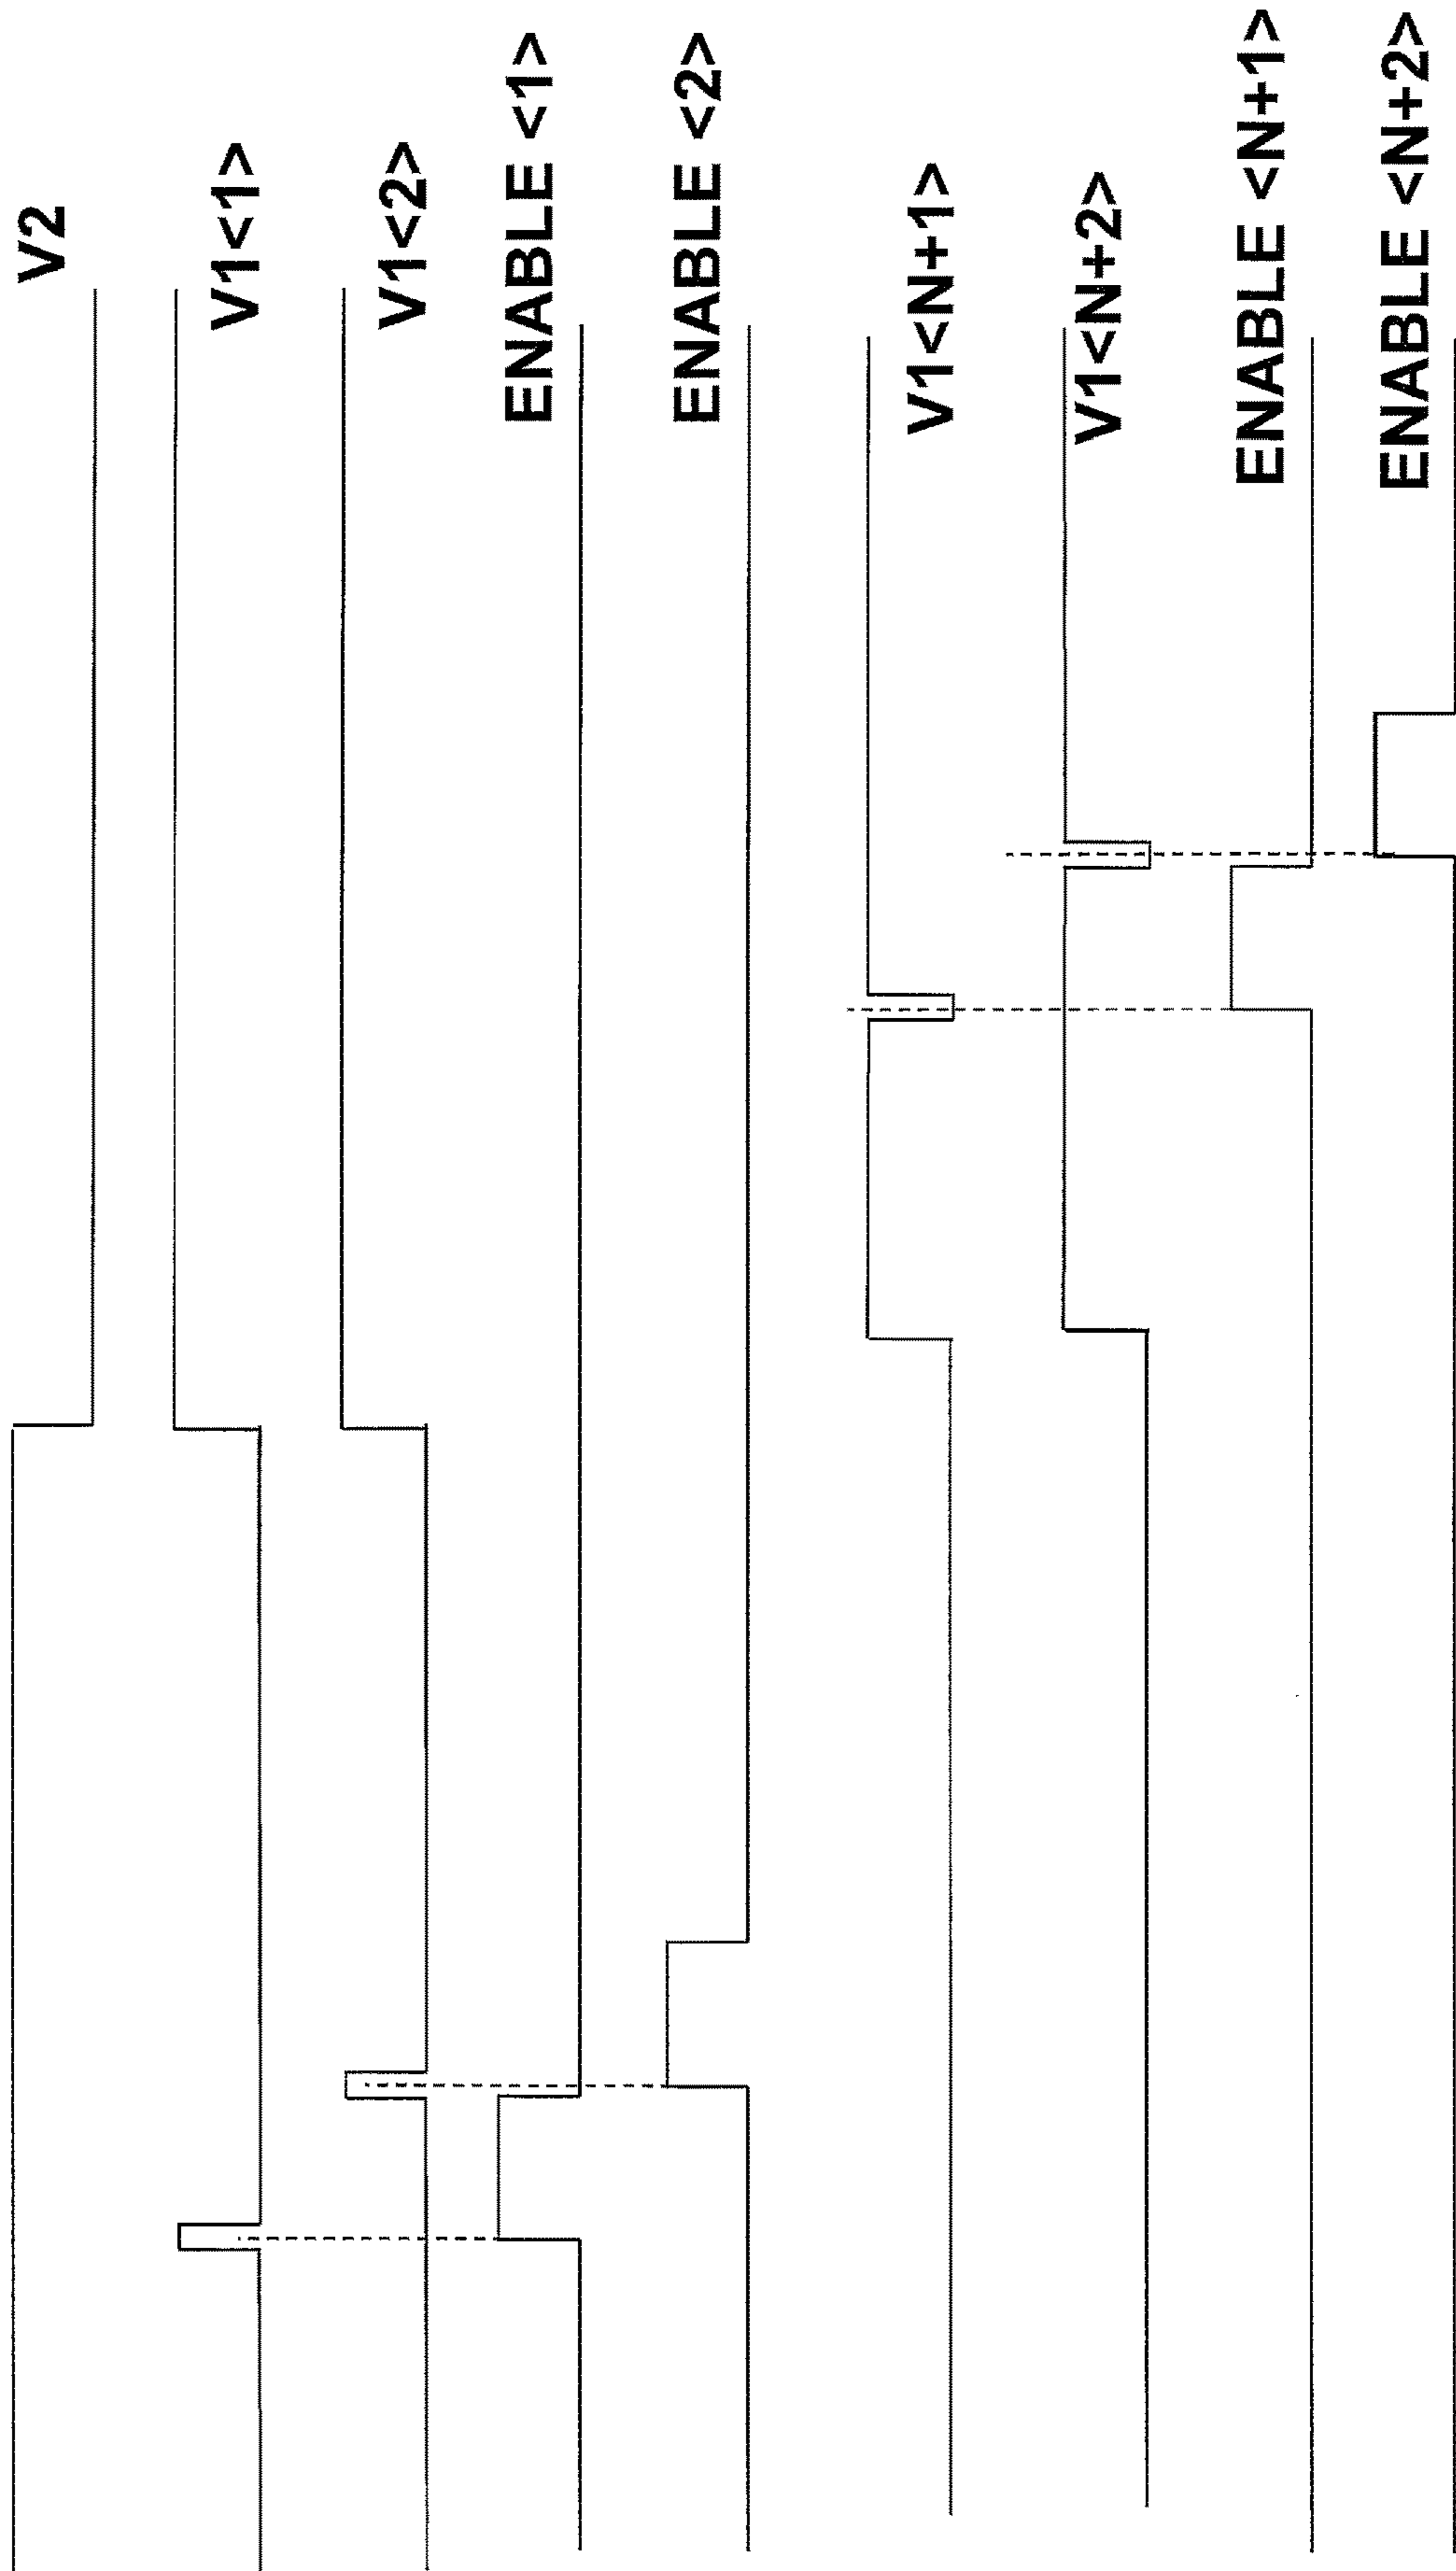 V2
V1<1>
V1<2>
ENABLE <1>
ENABLE <2>
V1<N+1>
V1<N+2>
ENABLE <N+1>
ENABLE <N+2>